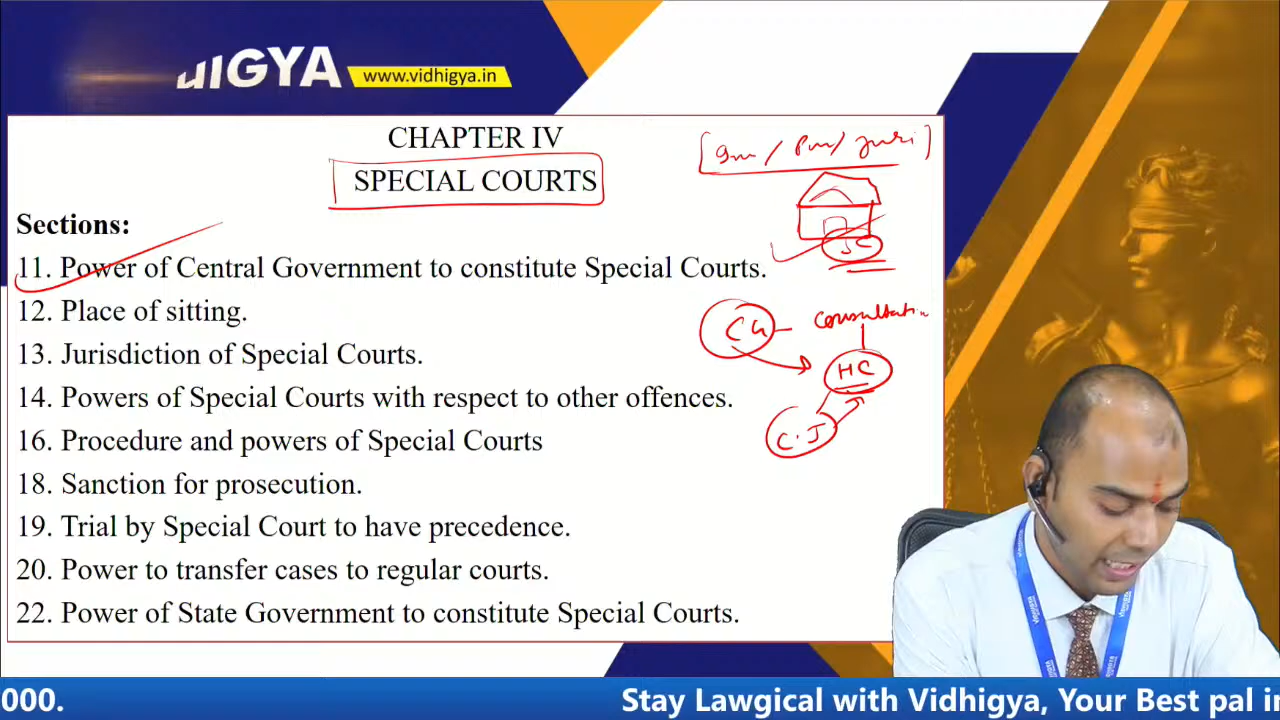 HIGYA
www.vidhigya.in
CHAPTER IV
SPECIAL COURTS
Sections:
11. Power of Central Government to constitute Special Courts.
12. Place of sitting.
13. Jurisdiction of Special Courts.
14. Powers of Special Courts with respect to other offences.
16. Procedure and powers of Special Courts
18. Sanction for prosecution.
19. Trial by Special Court to have precedence.
20. Power to transfer cases to regular courts.
22. Power of State Government to constitute Special Courts.
CG
HC
C.J
000.
Stay Lawgical with Vidhigya, Your Best pal in